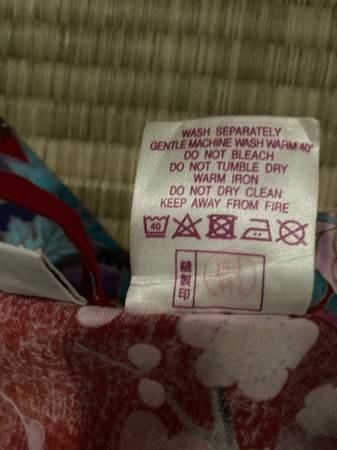 WASH SEPARATELY
GENTLE MACHINE WASH WARM 40°
DO NOT BLEACH
DO NOT TUMBLE DRY
WARM IRON
DO NOT DRY CLEAN
KEEP AWAY FROM FIRE
40
縫製印